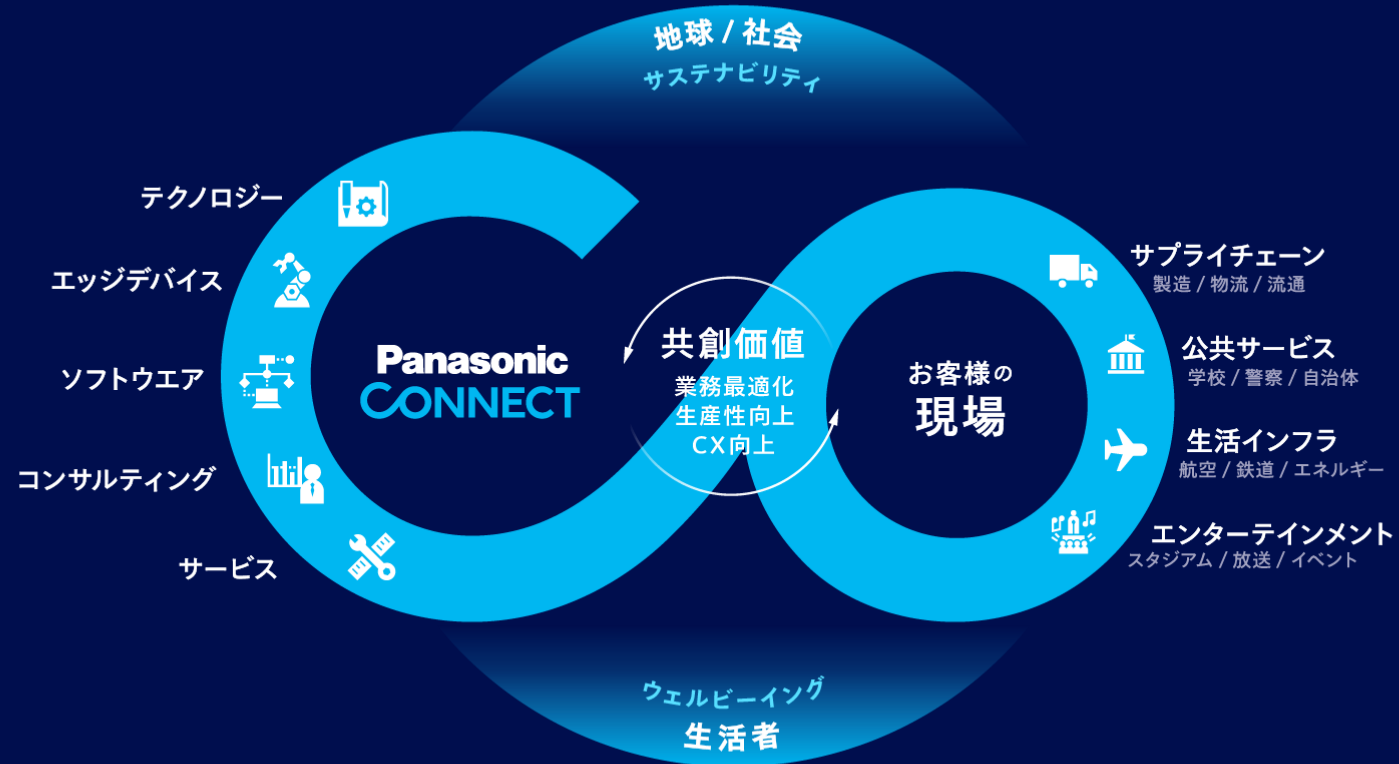 地球 / 社会
サステナビリティ
テクノロジー
エッジデバイス
ソフトウエア
コンサルティング
サービス
Panasonic
CONNECT
共創価値
業務最適化
生産性向上
CX向上
お客様の
現場
サプライチェーン
製造 / 物流 / 流通
公共サービス
学校 / 警察 / 自治体
生活インフラ
航空 / 鉄道 / エネルギー
エンターテインメント
スタジアム / 放送 / イベント
ウェルビーイング
生活者